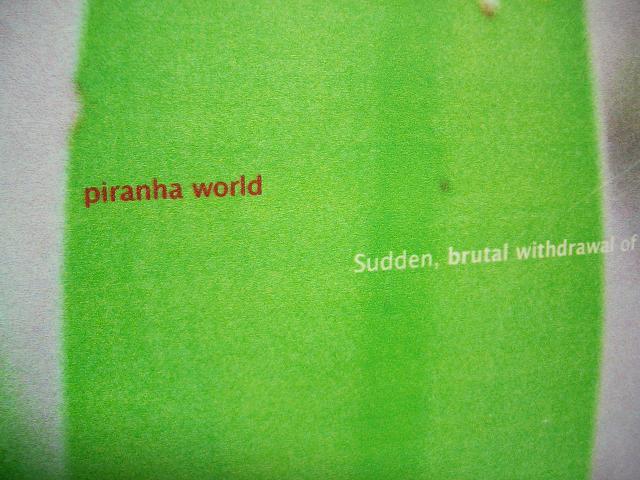 piranha world
Sudden, brutal withdrawal of